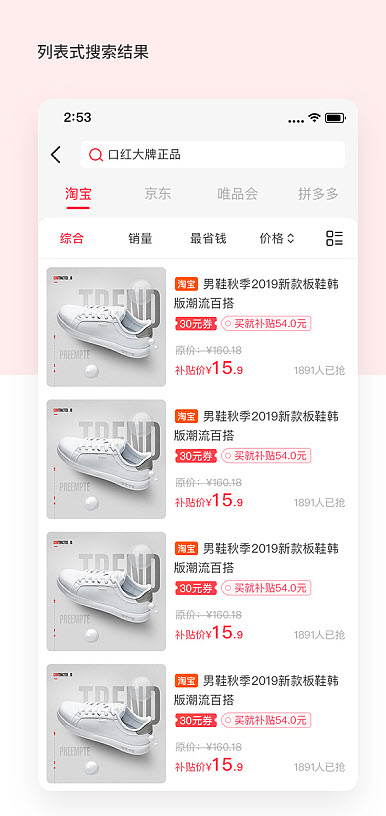 列表式搜索结果
2:53
口红大牌正品
淘宝 京东 唯品会 拼多多
综合 销量 最省钱 价格
TREND
PREEMPTE
淘宝 男鞋秋季2019新款板鞋韩
版潮流百搭
30元券 买就补贴54.0元
原价：¥160.18
补贴价¥15.9 1891人已抢
TREND
PREEMPTE
淘宝 男鞋秋季2019新款板鞋韩
版潮流百搭
30元券 买就补贴54.0元
原价：¥160.18
补贴价¥15.9 1891人已抢
TREND
PREEMPTE
淘宝 男鞋秋季2019新款板鞋韩
版潮流百搭
30元券 买就补贴54.0元
原价：¥160.18
补贴价¥15.9 1891人已抢
TREND
PREEMPTE
淘宝 男鞋秋季2019新款板鞋韩
版潮流百搭
30元券 买就补贴54.0元
原价：¥160.18
补贴价¥15.9 1891人已抢